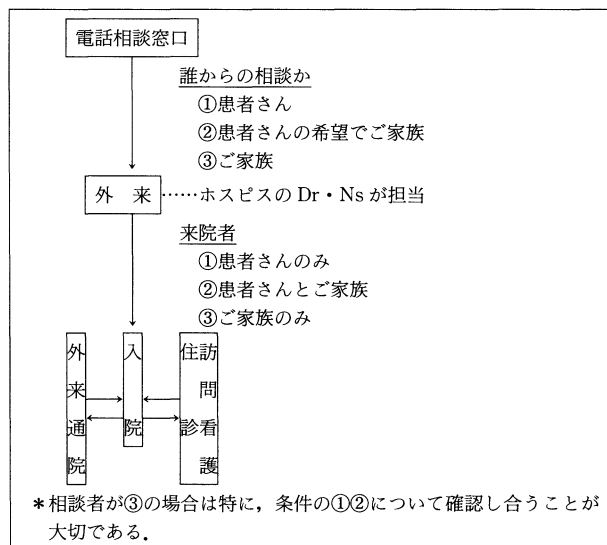 電話相談窓口
誰からの相談か
①患者さん
②患者さんの希望でご家族
③ご家族
外 来……ホスピスの Dr・Ns が担当
来院者
①患者さんのみ
②患者さんとご家族
③ご家族のみ
外来通院
入院
訪問看護
往診
＊相談者が③の場合は特に，条件の①②について確認し合うことが
大切である．